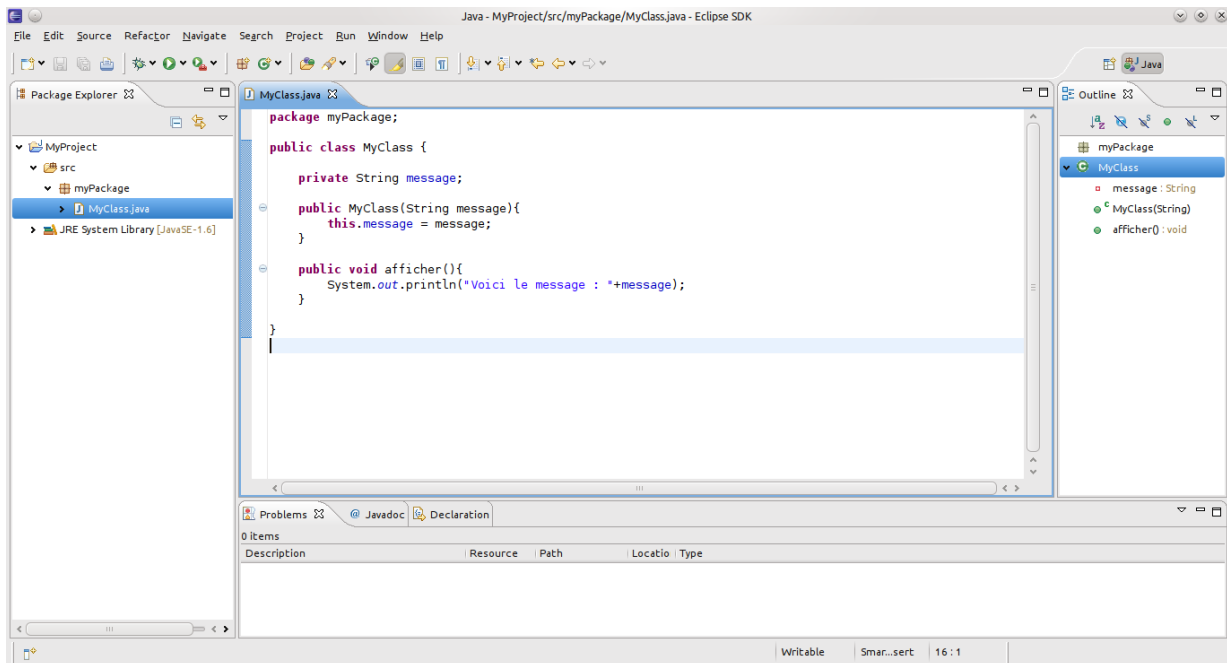 Java - MyProject/src/myPackage/MyClass.java - Eclipse SDK
File Edit Source Refactor Navigate Search Project Run Window Help
Java
Package Explorer
MyProject
src
myPackage
MyClass.java
JRE System Library [JavaSE-1.6]
MyClass.java
package myPackage;
public class MyClass {
private String message;
public MyClass(String message){
this.message = message;
}
public void afficher(){
System.out.println("Voici le message : "+message);
}
}
Outline
myPackage
MyClass
message : String
MyClass(String)
afficher() : void
Problems @ Javadoc Declaration
0 items
Description Resource Path Locatio Type
Writable Smar...sert 16 : 1